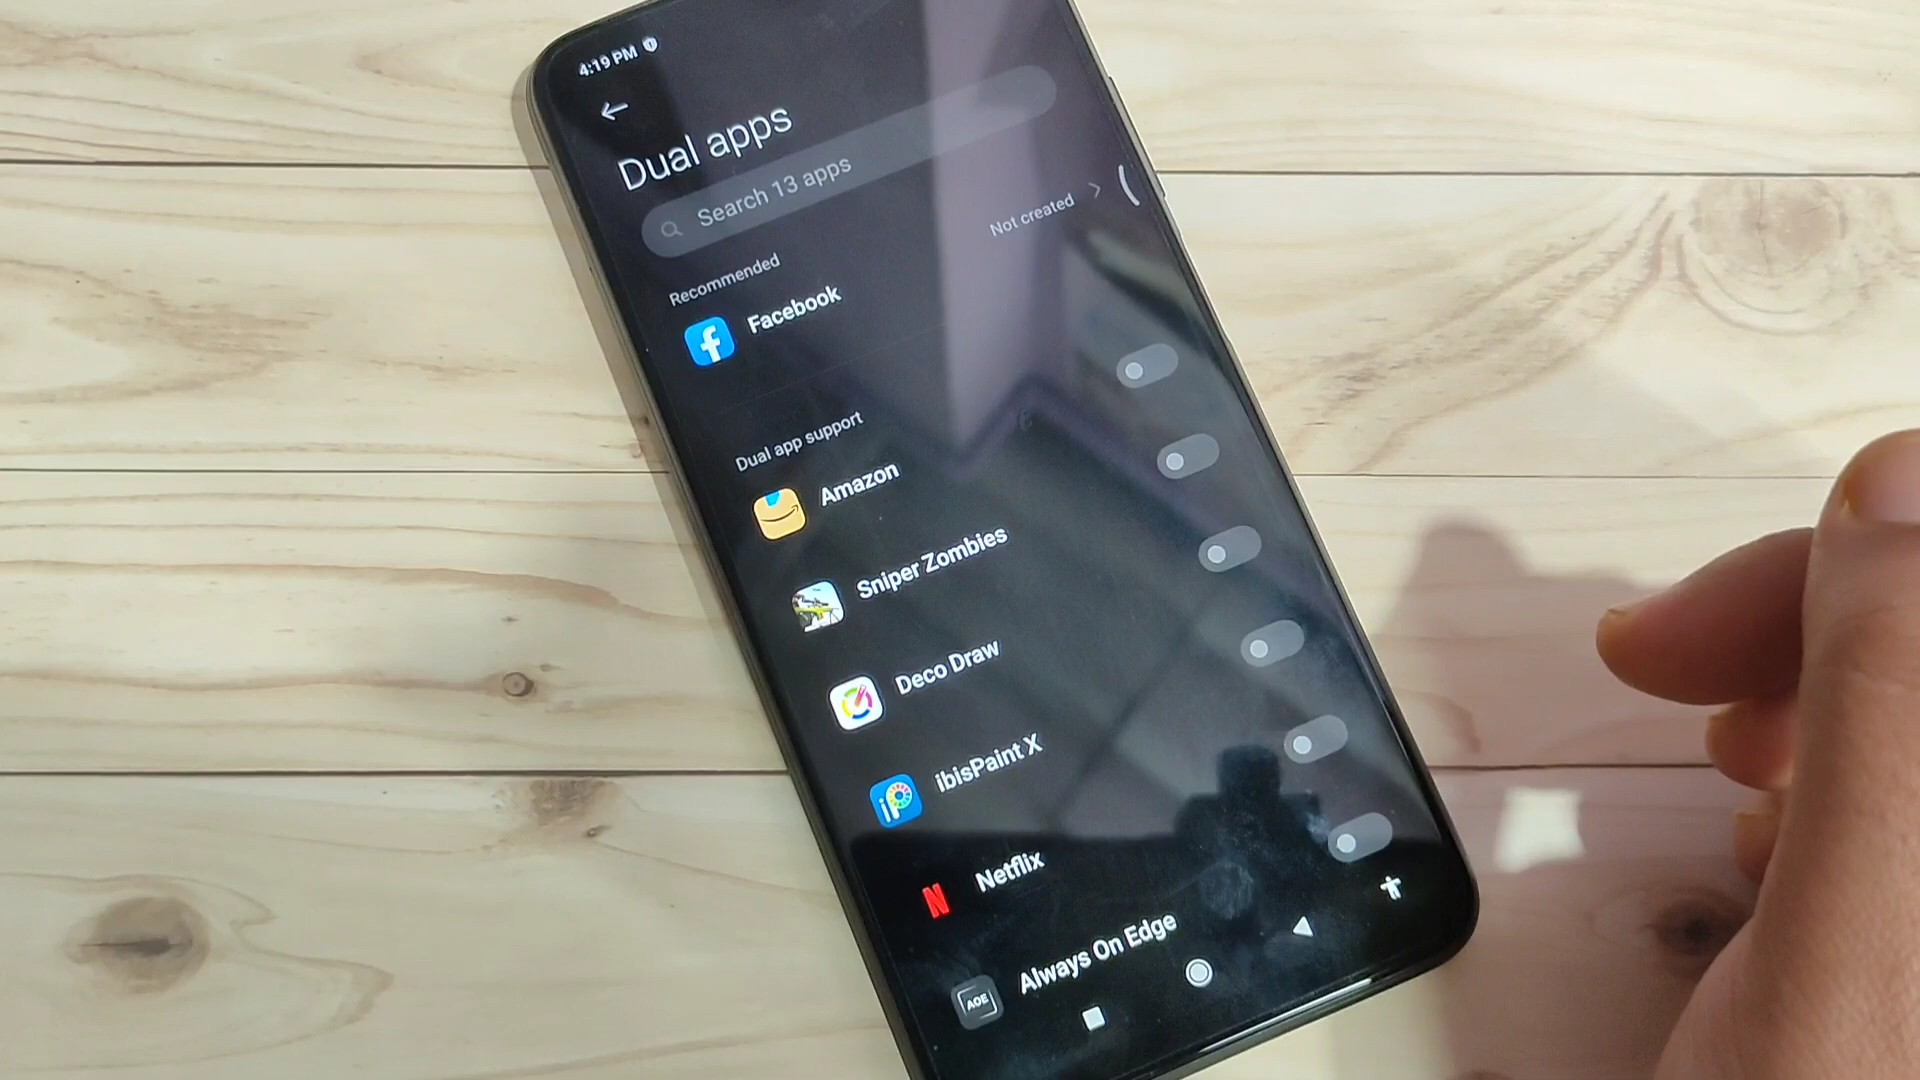 4:19 PM
Dual apps
Search 13 apps
Recommended
Facebook
Not created
Dual app support
Amazon
Sniper Zombies
Deco Draw
ibisPaint X
Netflix
Always On Edge
AOE